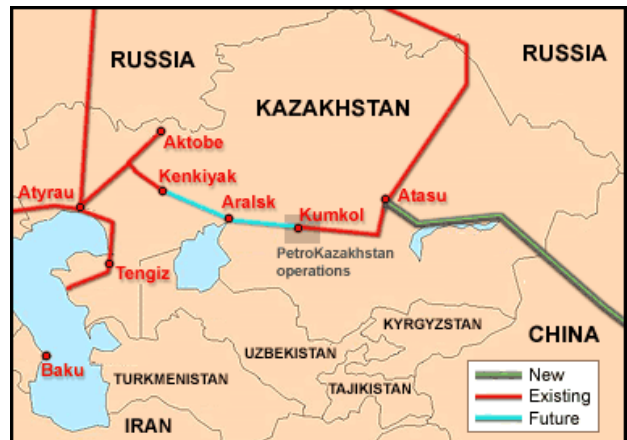 RUSSIA
RUSSIA
KAZAKHSTAN
Aktobe
Kenkiyak
Atyrau
Aralsk
Kumkol
Atasu
PetroKazakhstan
operations
Tengiz
KYRGYZSTAN
CHINA
UZBEKISTAN
Baku
TURKMENISTAN
TAJIKISTAN
IRAN
New
Existing
Future